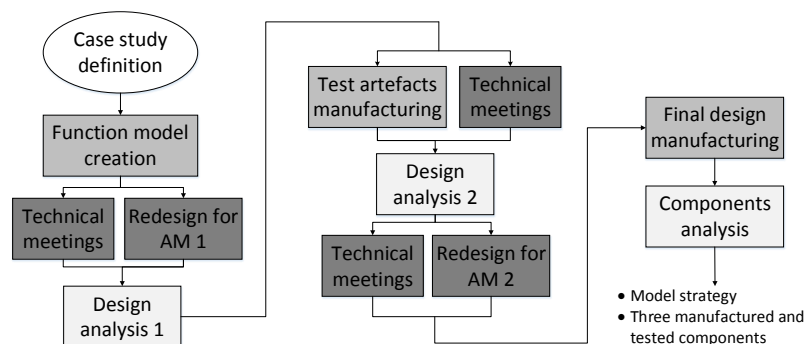 Case study
definition
Function model
creation
Technical
meetings
Redesign for
AM 1
Design
analysis 1
Test artefacts
manufacturing
Technical
meetings
Design
analysis 2
Technical
meetings
Redesign for
AM 2
Final design
manufacturing
Components
analysis
• Model strategy
• Three manufactured and
tested components